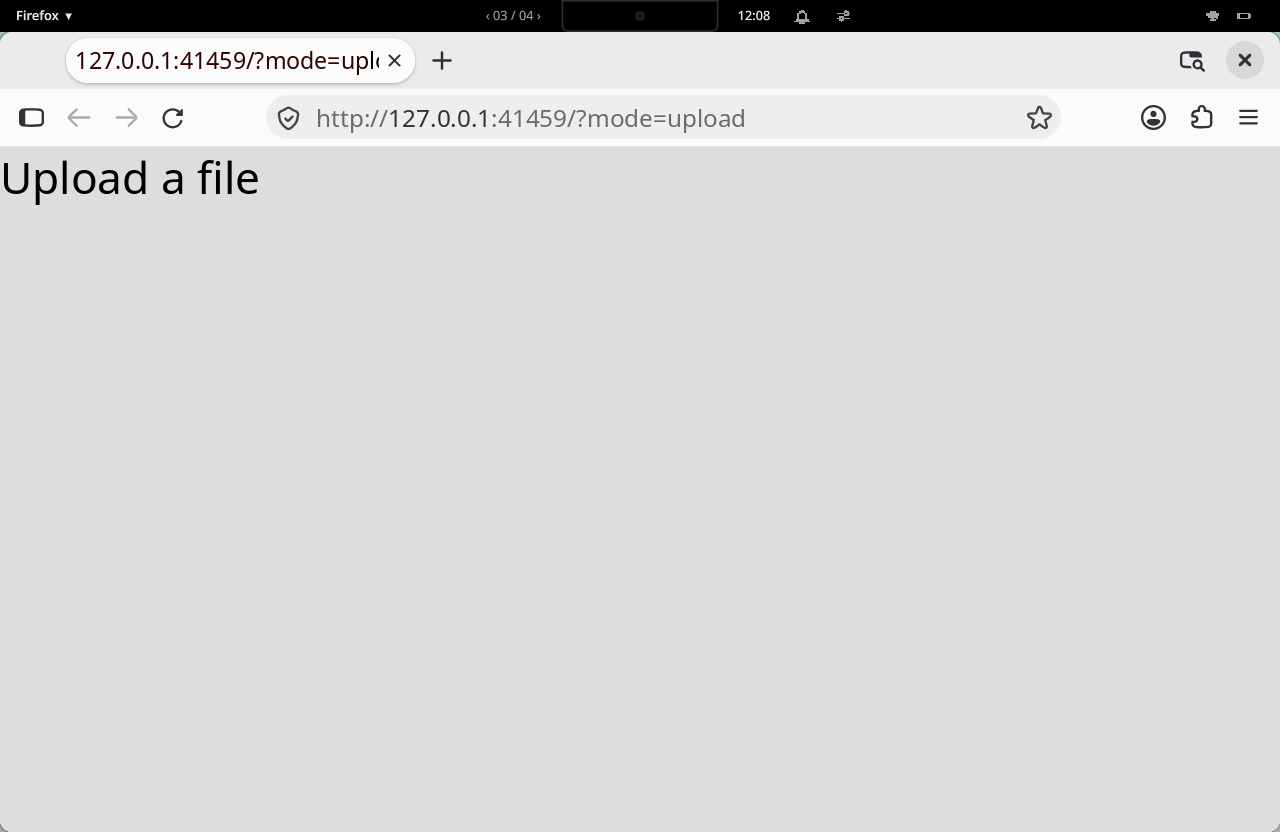 Firefox ▾
‹ 03 / 04 ›
12:08
127.0.0.1:41459/?mode=upl
http://127.0.0.1:41459/?mode=upload
Upload a file